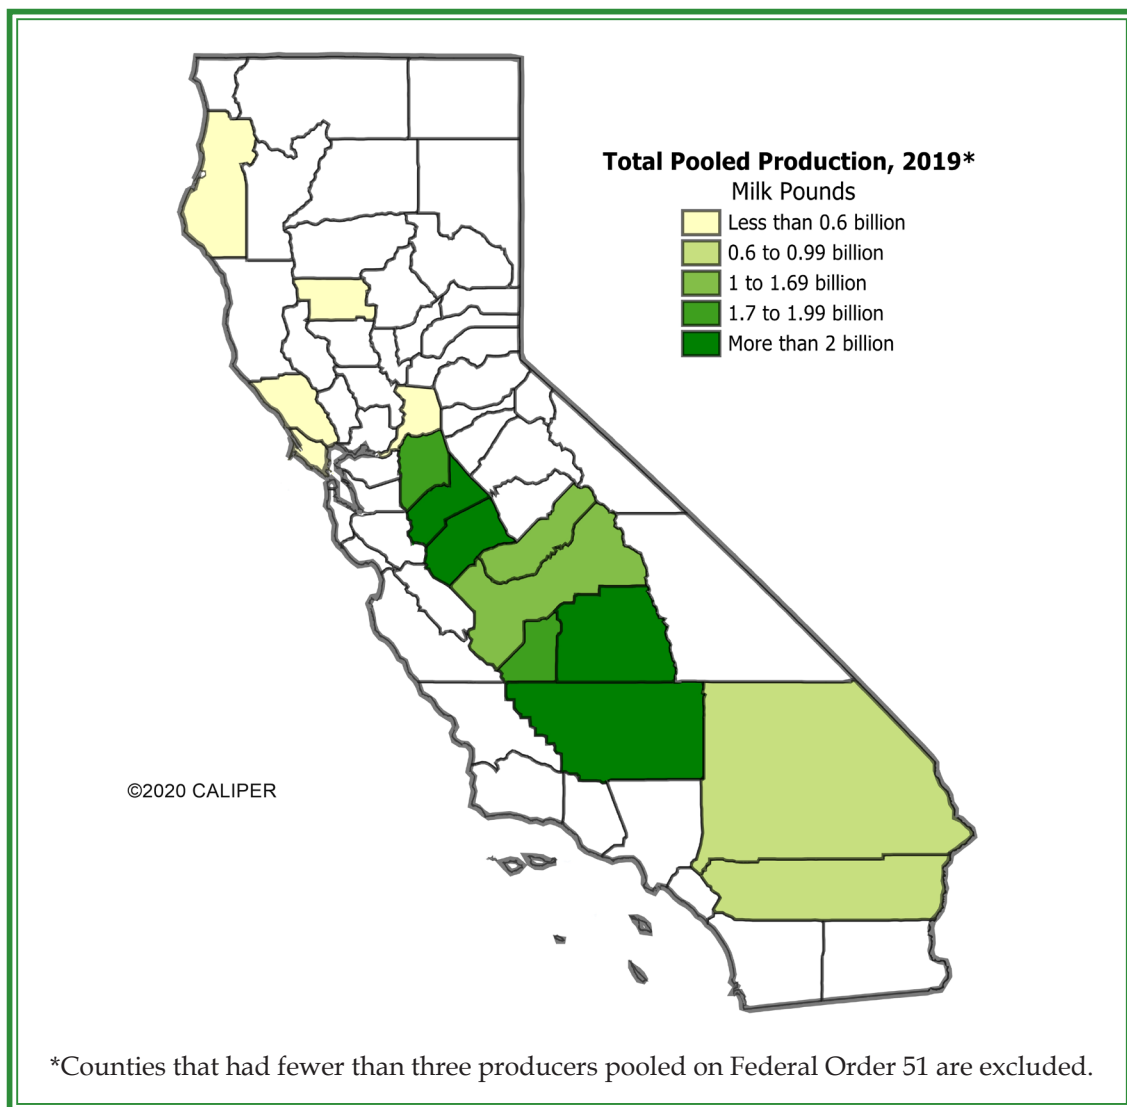 Total Pooled Production, 2019*
Milk Pounds
Less than 0.6 billion
0.6 to 0.99 billion
1 to 1.69 billion
1.7 to 1.99 billion
More than 2 billion
©2020 CALIPER
*Counties that had fewer than three producers pooled on Federal Order 51 are excluded.